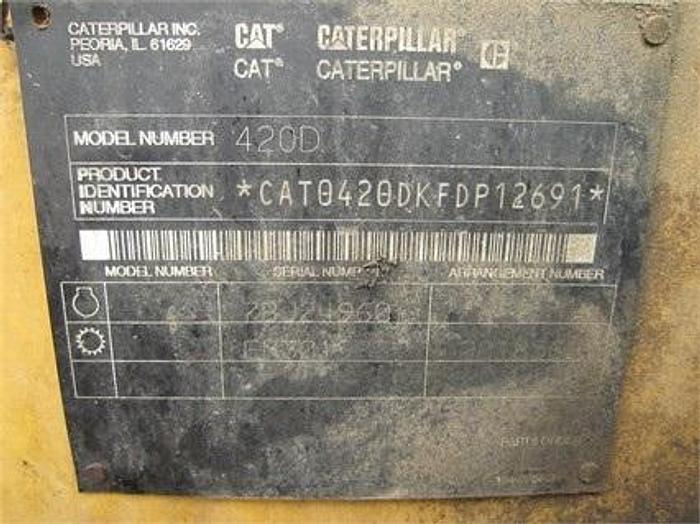 CATERPILLAR INC.
PEORIA, IL 61629
USA
CAT® CATERPILLAR C
CAT® CATERPILLAR®
MODEL NUMBER 420D
PRODUCT IDENTIFICATION NUMBER *CAT0420DKFDP12691*
MODEL NUMBER SERIAL NUMBER ARRANGEMENT NUMBER